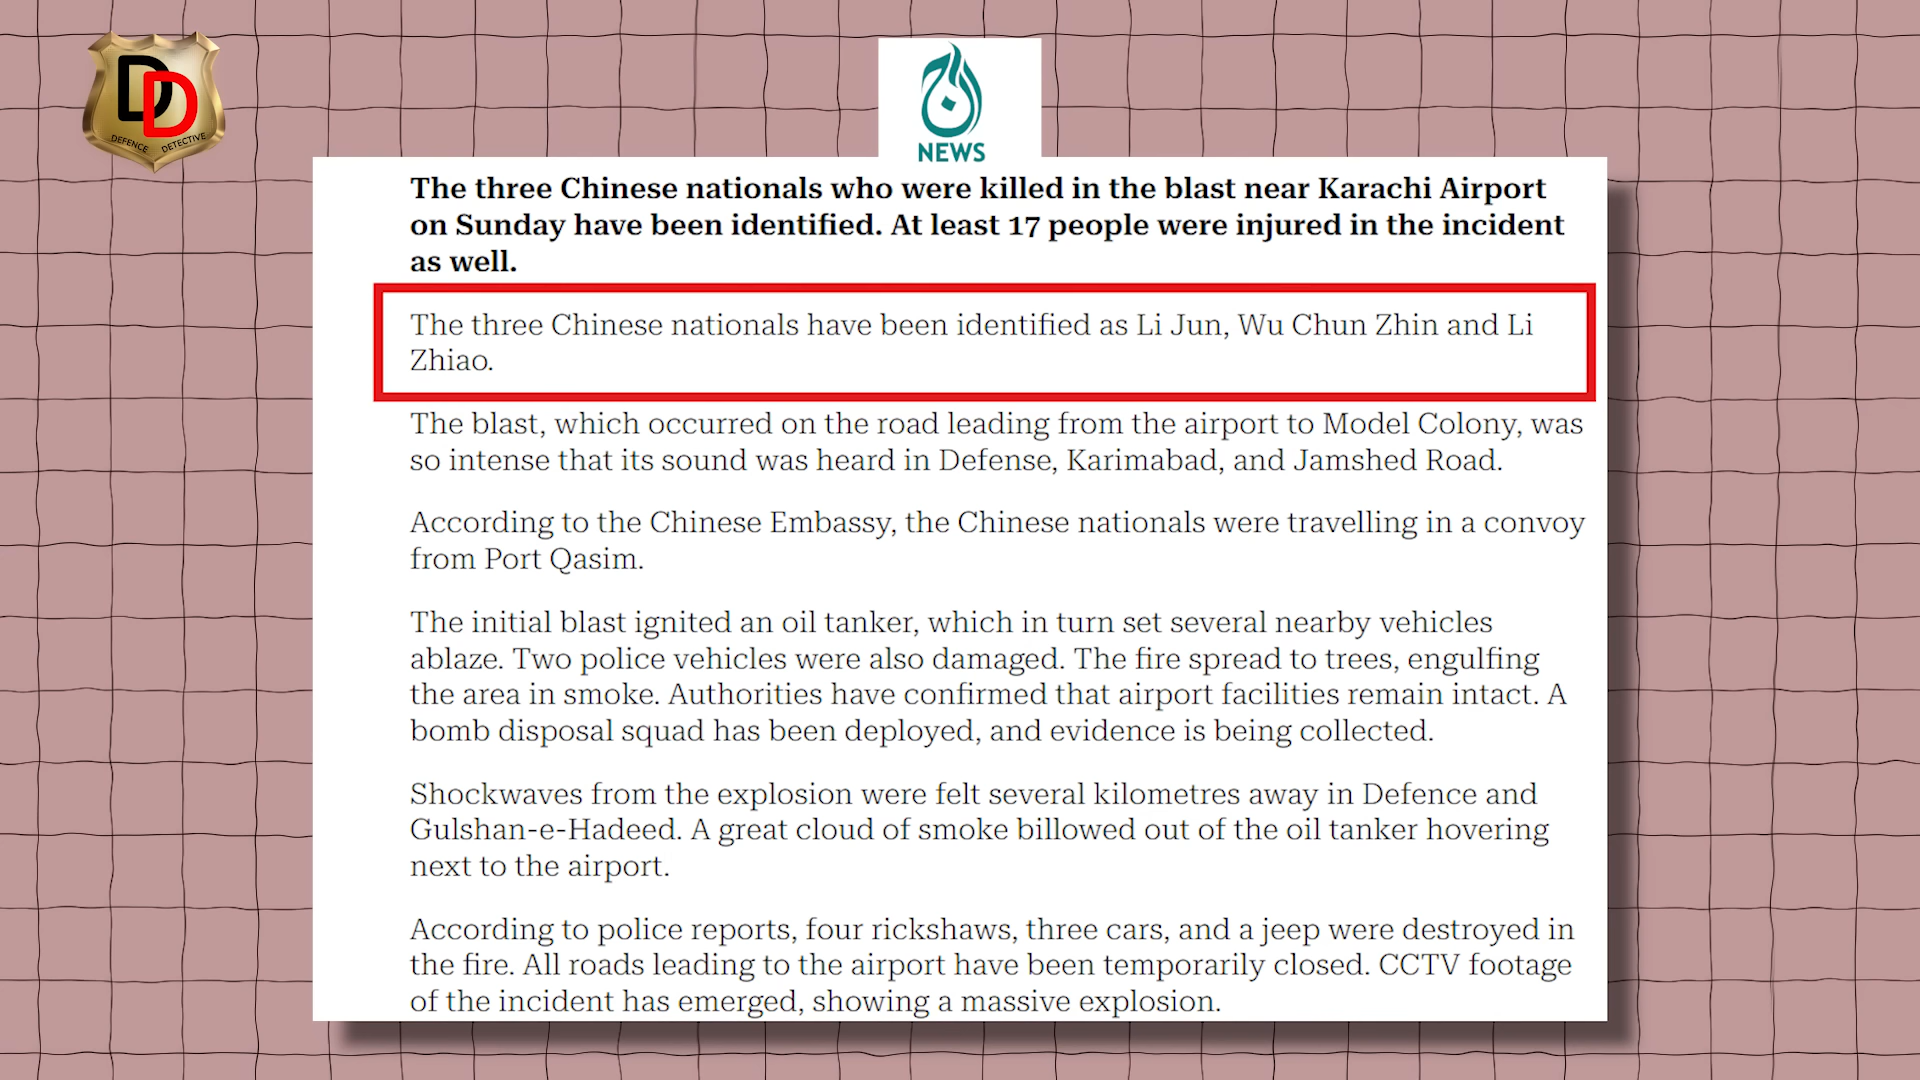 DD
DEFENCE DETECTIVE
NEWS
The three Chinese nationals who were killed in the blast near Karachi Airport
on Sunday have been identified. At least 17 people were injured in the incident
as well.
The three Chinese nationals have been identified as Li Jun, Wu Chun Zhin and Li
Zhiao.
The blast, which occurred on the road leading from the airport to Model Colony, was
so intense that its sound was heard in Defense, Karimabad, and Jamshed Road.
According to the Chinese Embassy, the Chinese nationals were travelling in a convoy
from Port Qasim.
The initial blast ignited an oil tanker, which in turn set several nearby vehicles
ablaze. Two police vehicles were also damaged. The fire spread to trees, engulfing
the area in smoke. Authorities have confirmed that airport facilities remain intact. A
bomb disposal squad has been deployed, and evidence is being collected.
Shockwaves from the explosion were felt several kilometres away in Defence and
Gulshan-e-Hadeed. A great cloud of smoke billowed out of the oil tanker hovering
next to the airport.
According to police reports, four rickshaws, three cars, and a jeep were destroyed in
the fire. All roads leading to the airport have been temporarily closed. CCTV footage
of the incident has emerged, showing a massive explosion.